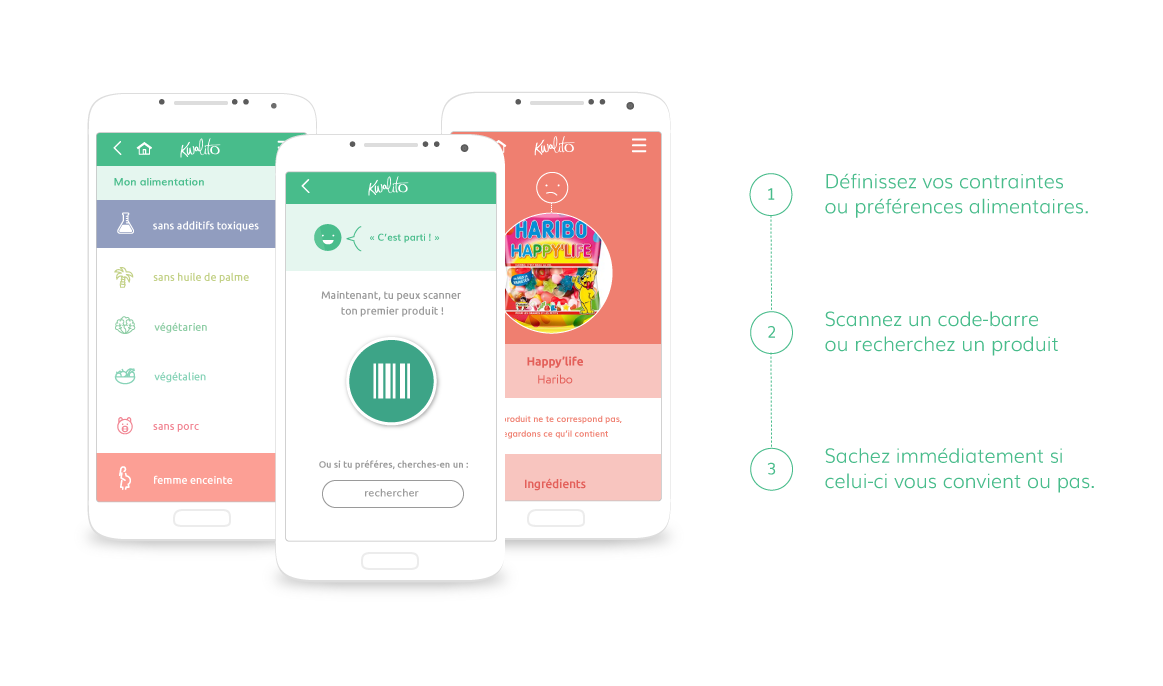 Kwalito
Mon alimentation
sans additifs toxiques
sans huile de palme
végétarien
végétalien
sans porc
femme enceinte
Kwalito
« C'est parti ! »
Maintenant, tu peux scanner
ton premier produit !
Ou si tu préfères, cherches-en un :
rechercher
Kwalito
HARIBO
HAPPY'LIFE
Happy'life
Haribo
produit ne te correspond pas,
egardons ce qu'il contient
Ingrédients
1
Définissez vos contraintes
ou préférences alimentaires.
2
Scannez un code-barre
ou recherchez un produit
3
Sachez immédiatement si
celui-ci vous convient ou pas.